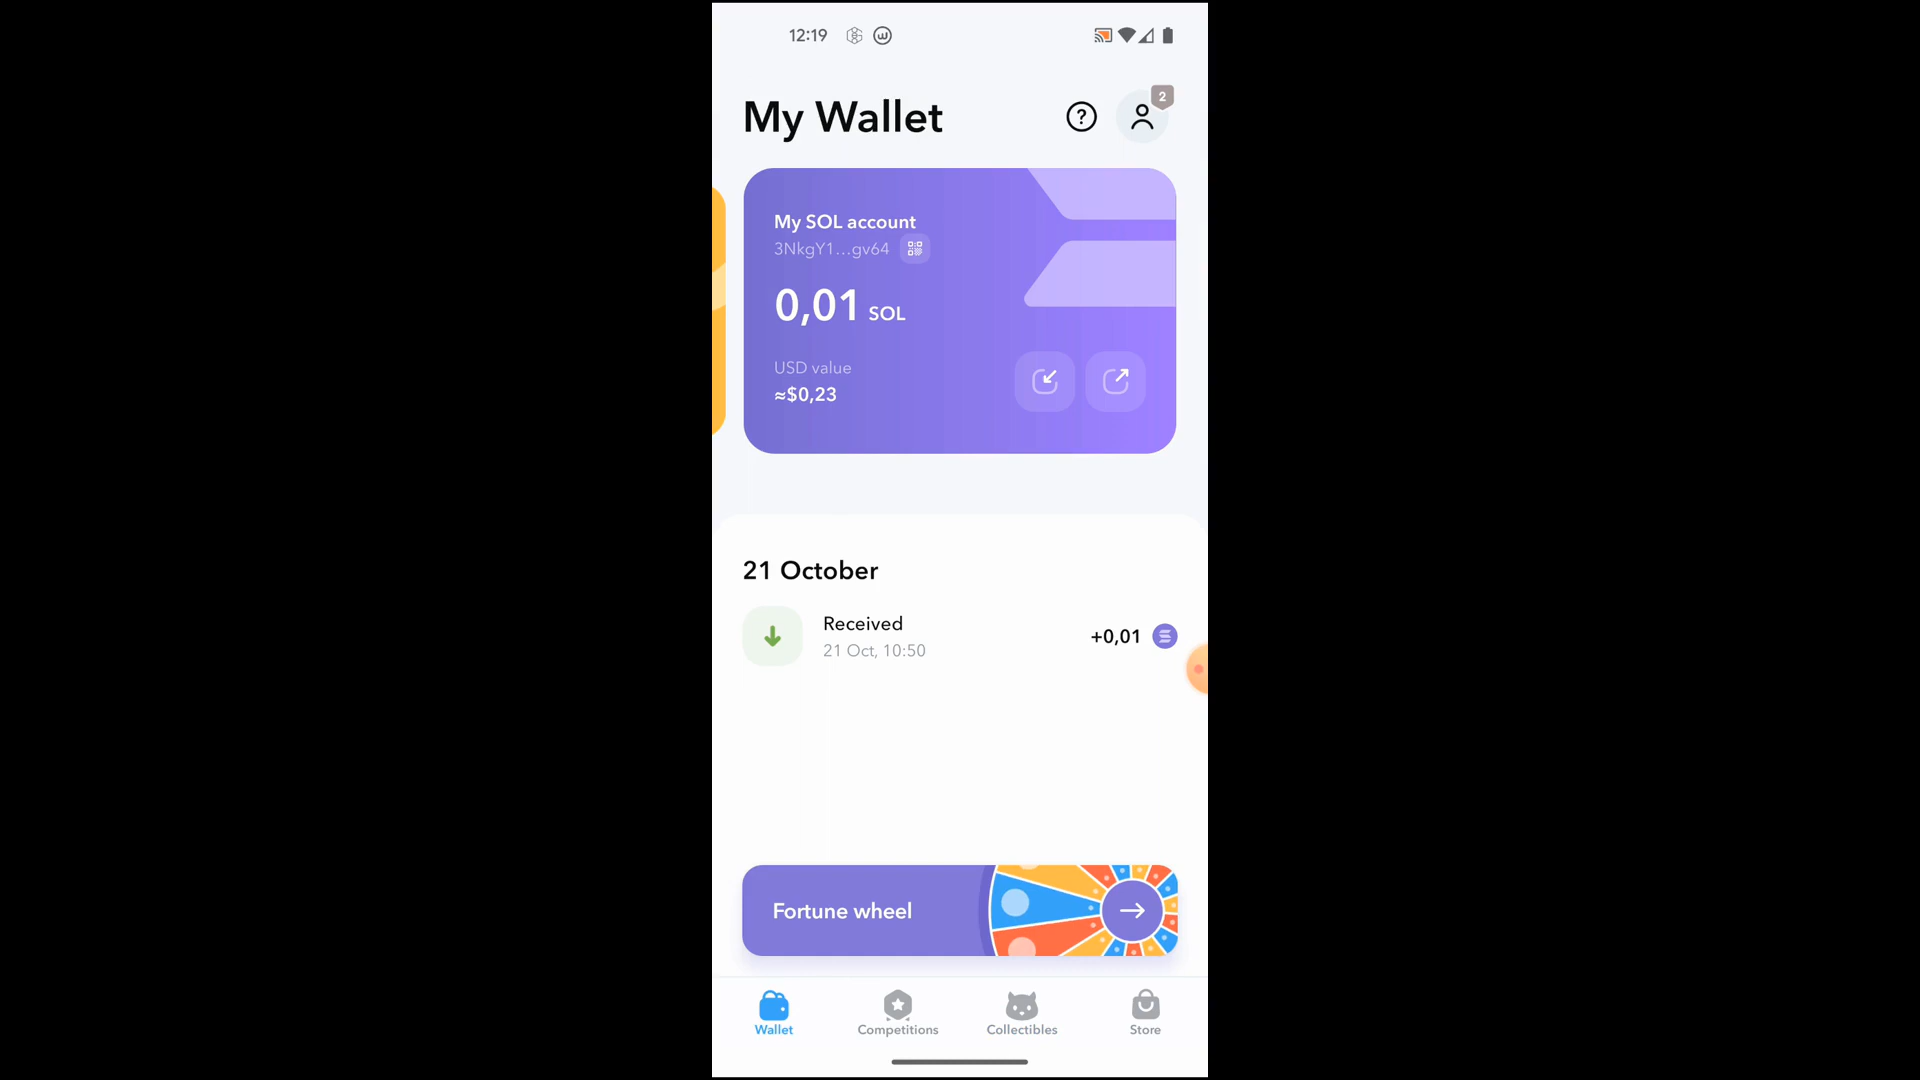 12:19
My Wallet
2
My SOL account
3NkgY1...gv64
0,01 SOL
USD value
≈$0,23
21 October
Received
+0,01
21 Oct, 10:50
Fortune wheel
Wallet
Competitions
Collectibles
Store